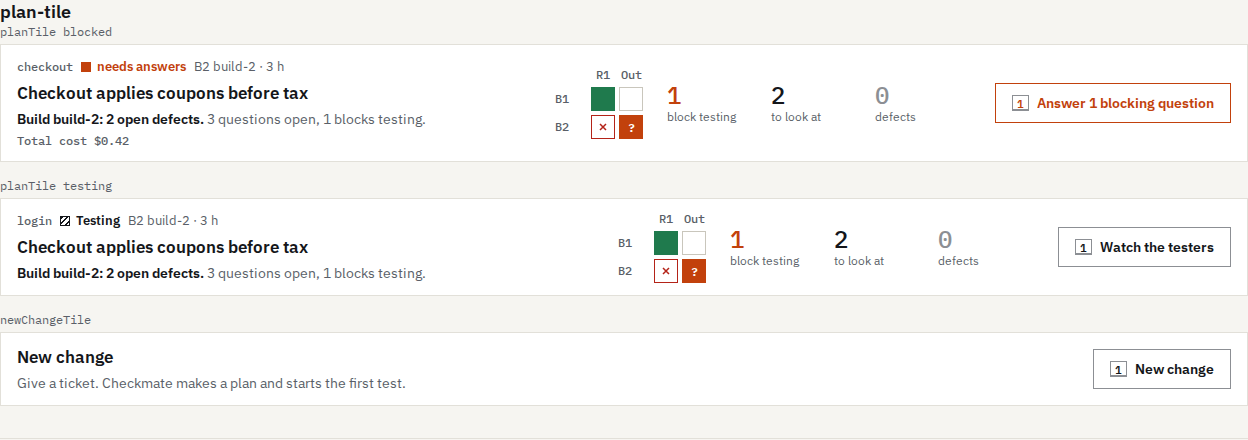 plan-tile
planTile blocked
checkout needs answers B2 build-2 · 3 h
Checkout applies coupons before tax
Build build-2: 2 open defects. 3 questions open, 1 blocks testing.
Total cost $0.42
R1 Out
B1
B2 × ?
1 block testing
2 to look at
0 defects
1 Answer 1 blocking question
planTile testing
login Testing B2 build-2 · 3 h
Checkout applies coupons before tax
Build build-2: 2 open defects. 3 questions open, 1 blocks testing.
R1 Out
B1
B2 × ?
1 block testing
2 to look at
0 defects
1 Watch the testers
newChangeTile
New change
Give a ticket. Checkmate makes a plan and starts the first test.
1 New change